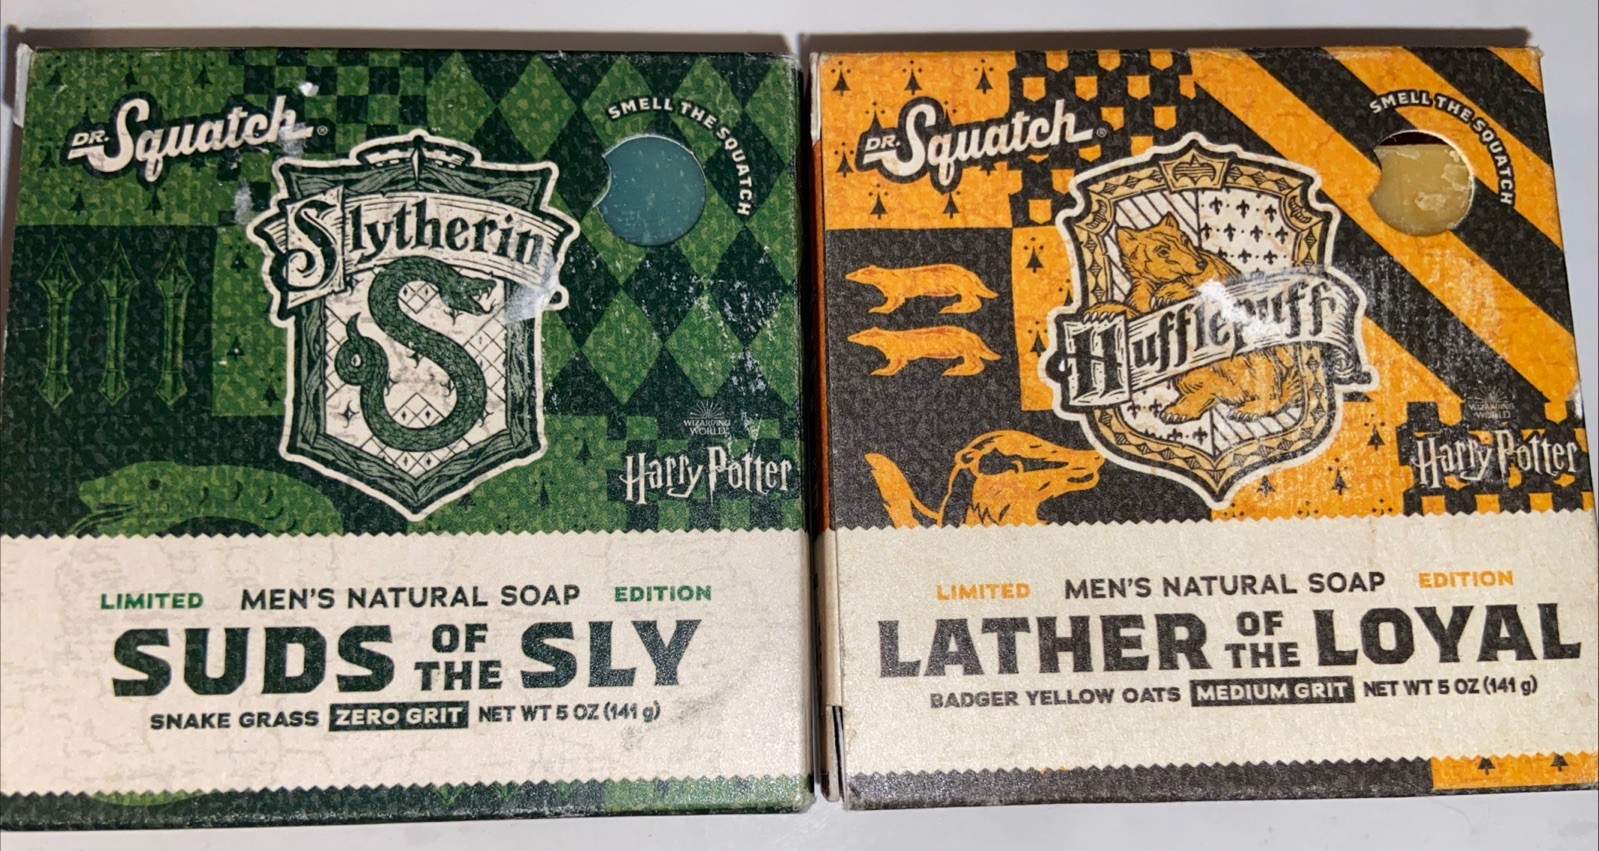 DR. Squatch®
SMELL THE SQUATCH
Slytherin
WIZARDING
WORLD
Harry Potter
LIMITED MEN'S NATURAL SOAP EDITION
SUDS OF THE SLY
SNAKE GRASS ZERO GRIT NET WT 5 OZ (141 g)
DR. Squatch®
SMELL THE SQUATCH
Hufflepuff
WIZARDING
WORLD
Harry Potter
LIMITED MEN'S NATURAL SOAP EDITION
LATHER OF THE LOYAL
BADGER YELLOW OATS MEDIUM GRIT NET WT 5 OZ (141 g)